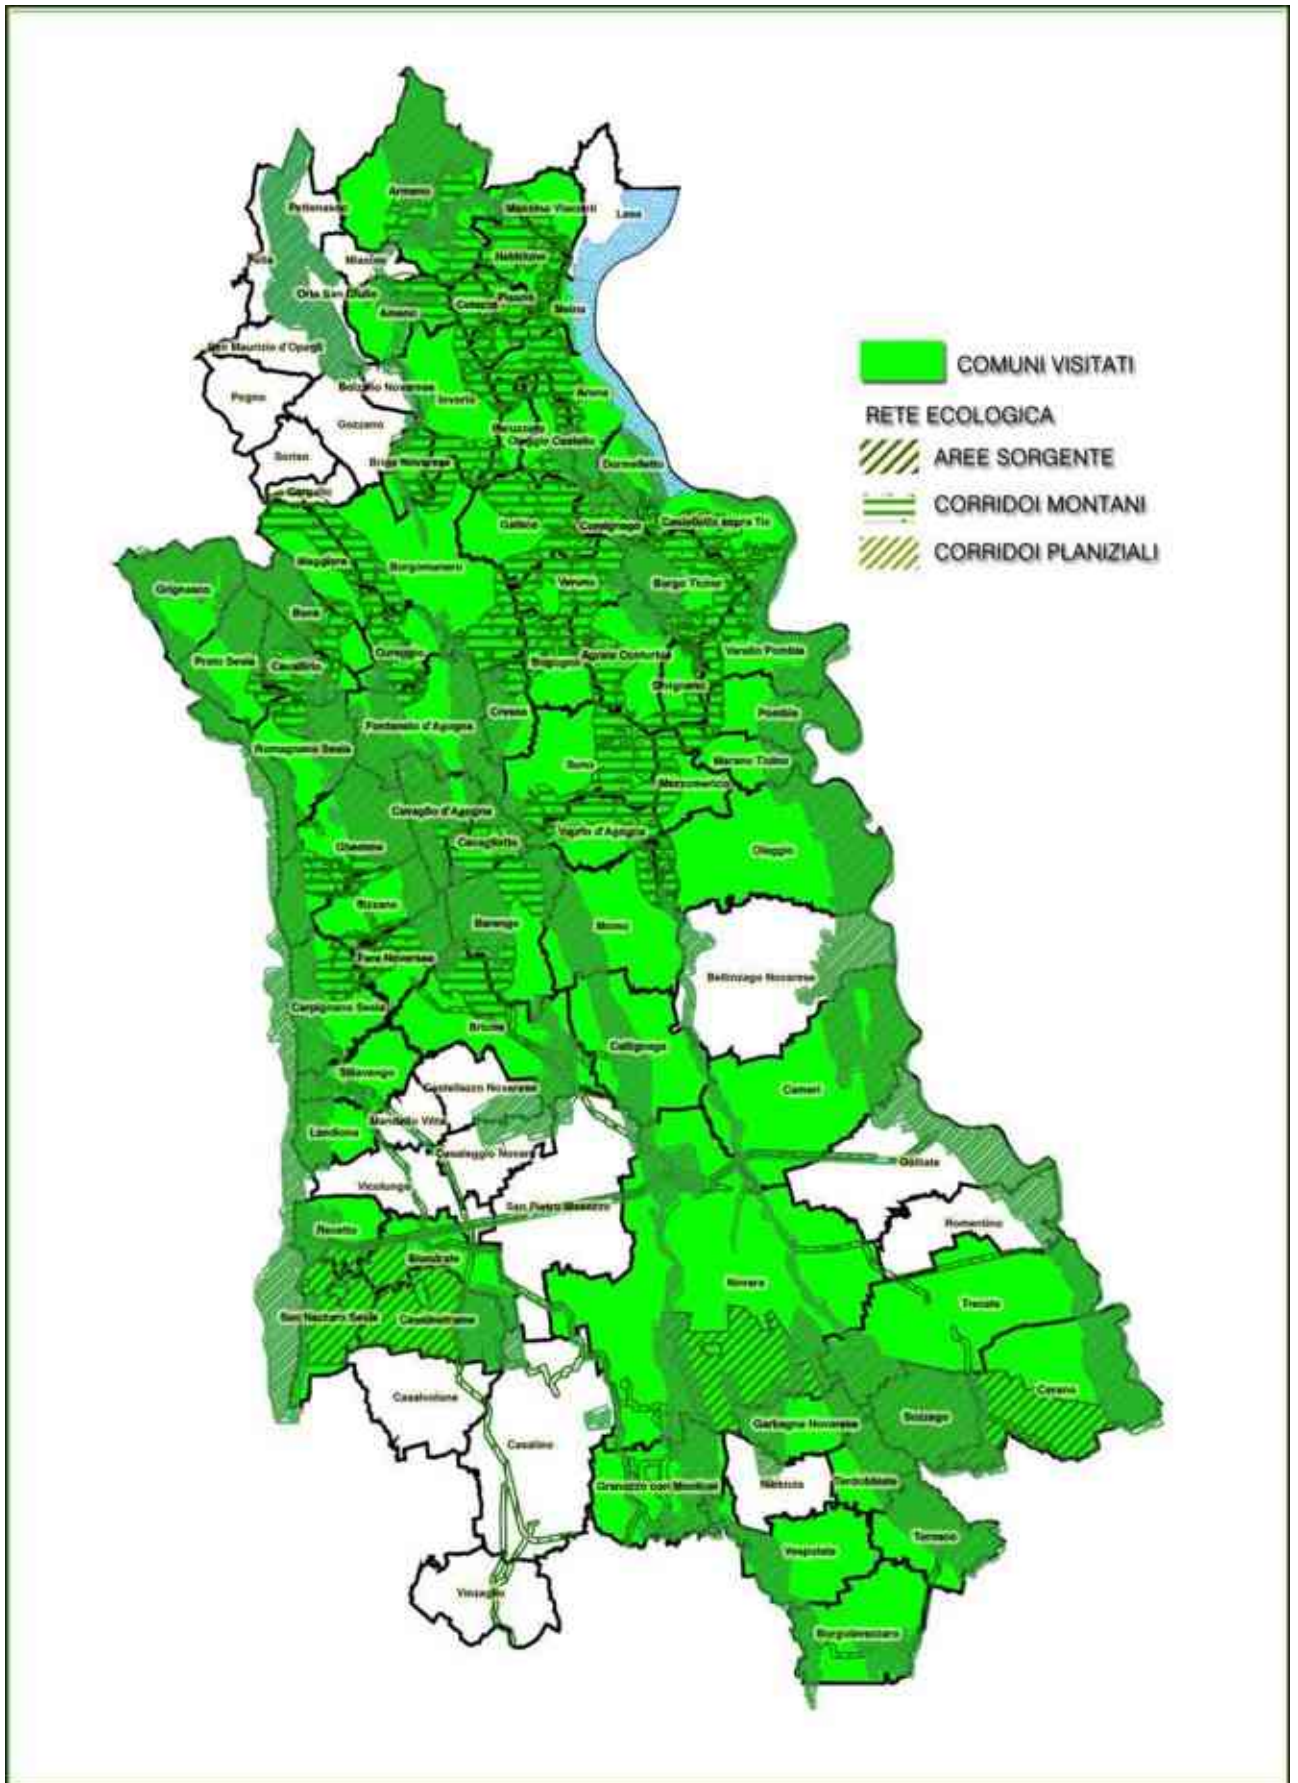 Armeno
Pettenasco
Massino Visconti
Lesa
Miasino
Nebbiuno
Orta San Giulio
Ameno
Colazza
Pisano
Meina
San Maurizio d'Opagli
COMUNI VISITATI
Bolzano Novarese
Pogno
Invorio
Arona
RETE ECOLOGICA
Gozzano
Paruzzaro
Oleggio Castello
Soriso
Briga Novarese
Dormelletto
AREE SORGENTE
Gargallo
CORRIDOI MONTANI
Gattico
Comignago
Castelletto sopra Tic
CORRIDOI PLANIZIALI
Maggiora
Borgomanero
Grignasco
Veruno
Borgo Ticino
Boca
Cureggio
Bogogno
Agrate Conturbia
Varallo Pombia
Prato Sesia
Cavallirio
Divignano
Cressa
Pombia
Fontaneto d'Agogna
Romagnano Sesia
Suno
Marano Ticino
Mezzomerico
Cavaglio d'Agogna
Cavaglietto
Vaprio d'Agogna
Ghemme
Oleggio
Sizzano
Barengo
Momo
Fara Novarese
Bellinzago Novarese
Carpignano Sesia
Briona
Caltignaga
Sillavengo
Castellazzo Novarese
Cameri
Mandello Vitta
Landiona
Casaleggio Novara
Galliate
Vicolungo
San Pietro Mosezzo
Romentino
Recetto
Biandrate
Novara
Trecate
San Nazzaro Sesia
Casalbeltrame
Cerano
Casalvolone
Garbagna Novarese
Sozzago
Casalino
Granozzo con Monticel
Nibbiola
Terdobbiate
Tornaco
Vespolate
Vinzaglio
Borgolavezzaro